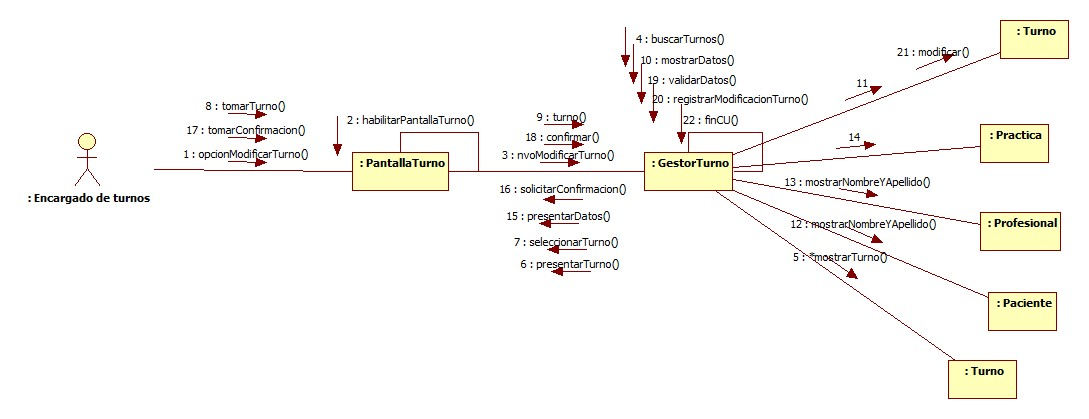 : Turno
4 : buscarTurnos()
21 : modificar()
10 : mostrarDatos()
19 : validarDatos()
11
20 : registrarModificacionTurno()
8 : tomarTurno()
2 : habilitarPantallaTurno()
9 : turno()
22 : finCU()
17 : tomarConfirmacion()
18 : confirmar()
14
: Practica
1 : opcionModificarTurno()
3 : nvoModificarTurno()
: PantallaTurno
: GestorTurno
: Encargado de turnos
16 : solicitarConfirmacion()
13 : mostrarNombreYApellido()
15 : presentarDatos()
12 : mostrarNombreYApellido()
: Profesional
7 : seleccionarTurno()
5 : *mostrarTurno()
6 : presentarTurno()
: Paciente
: Turno